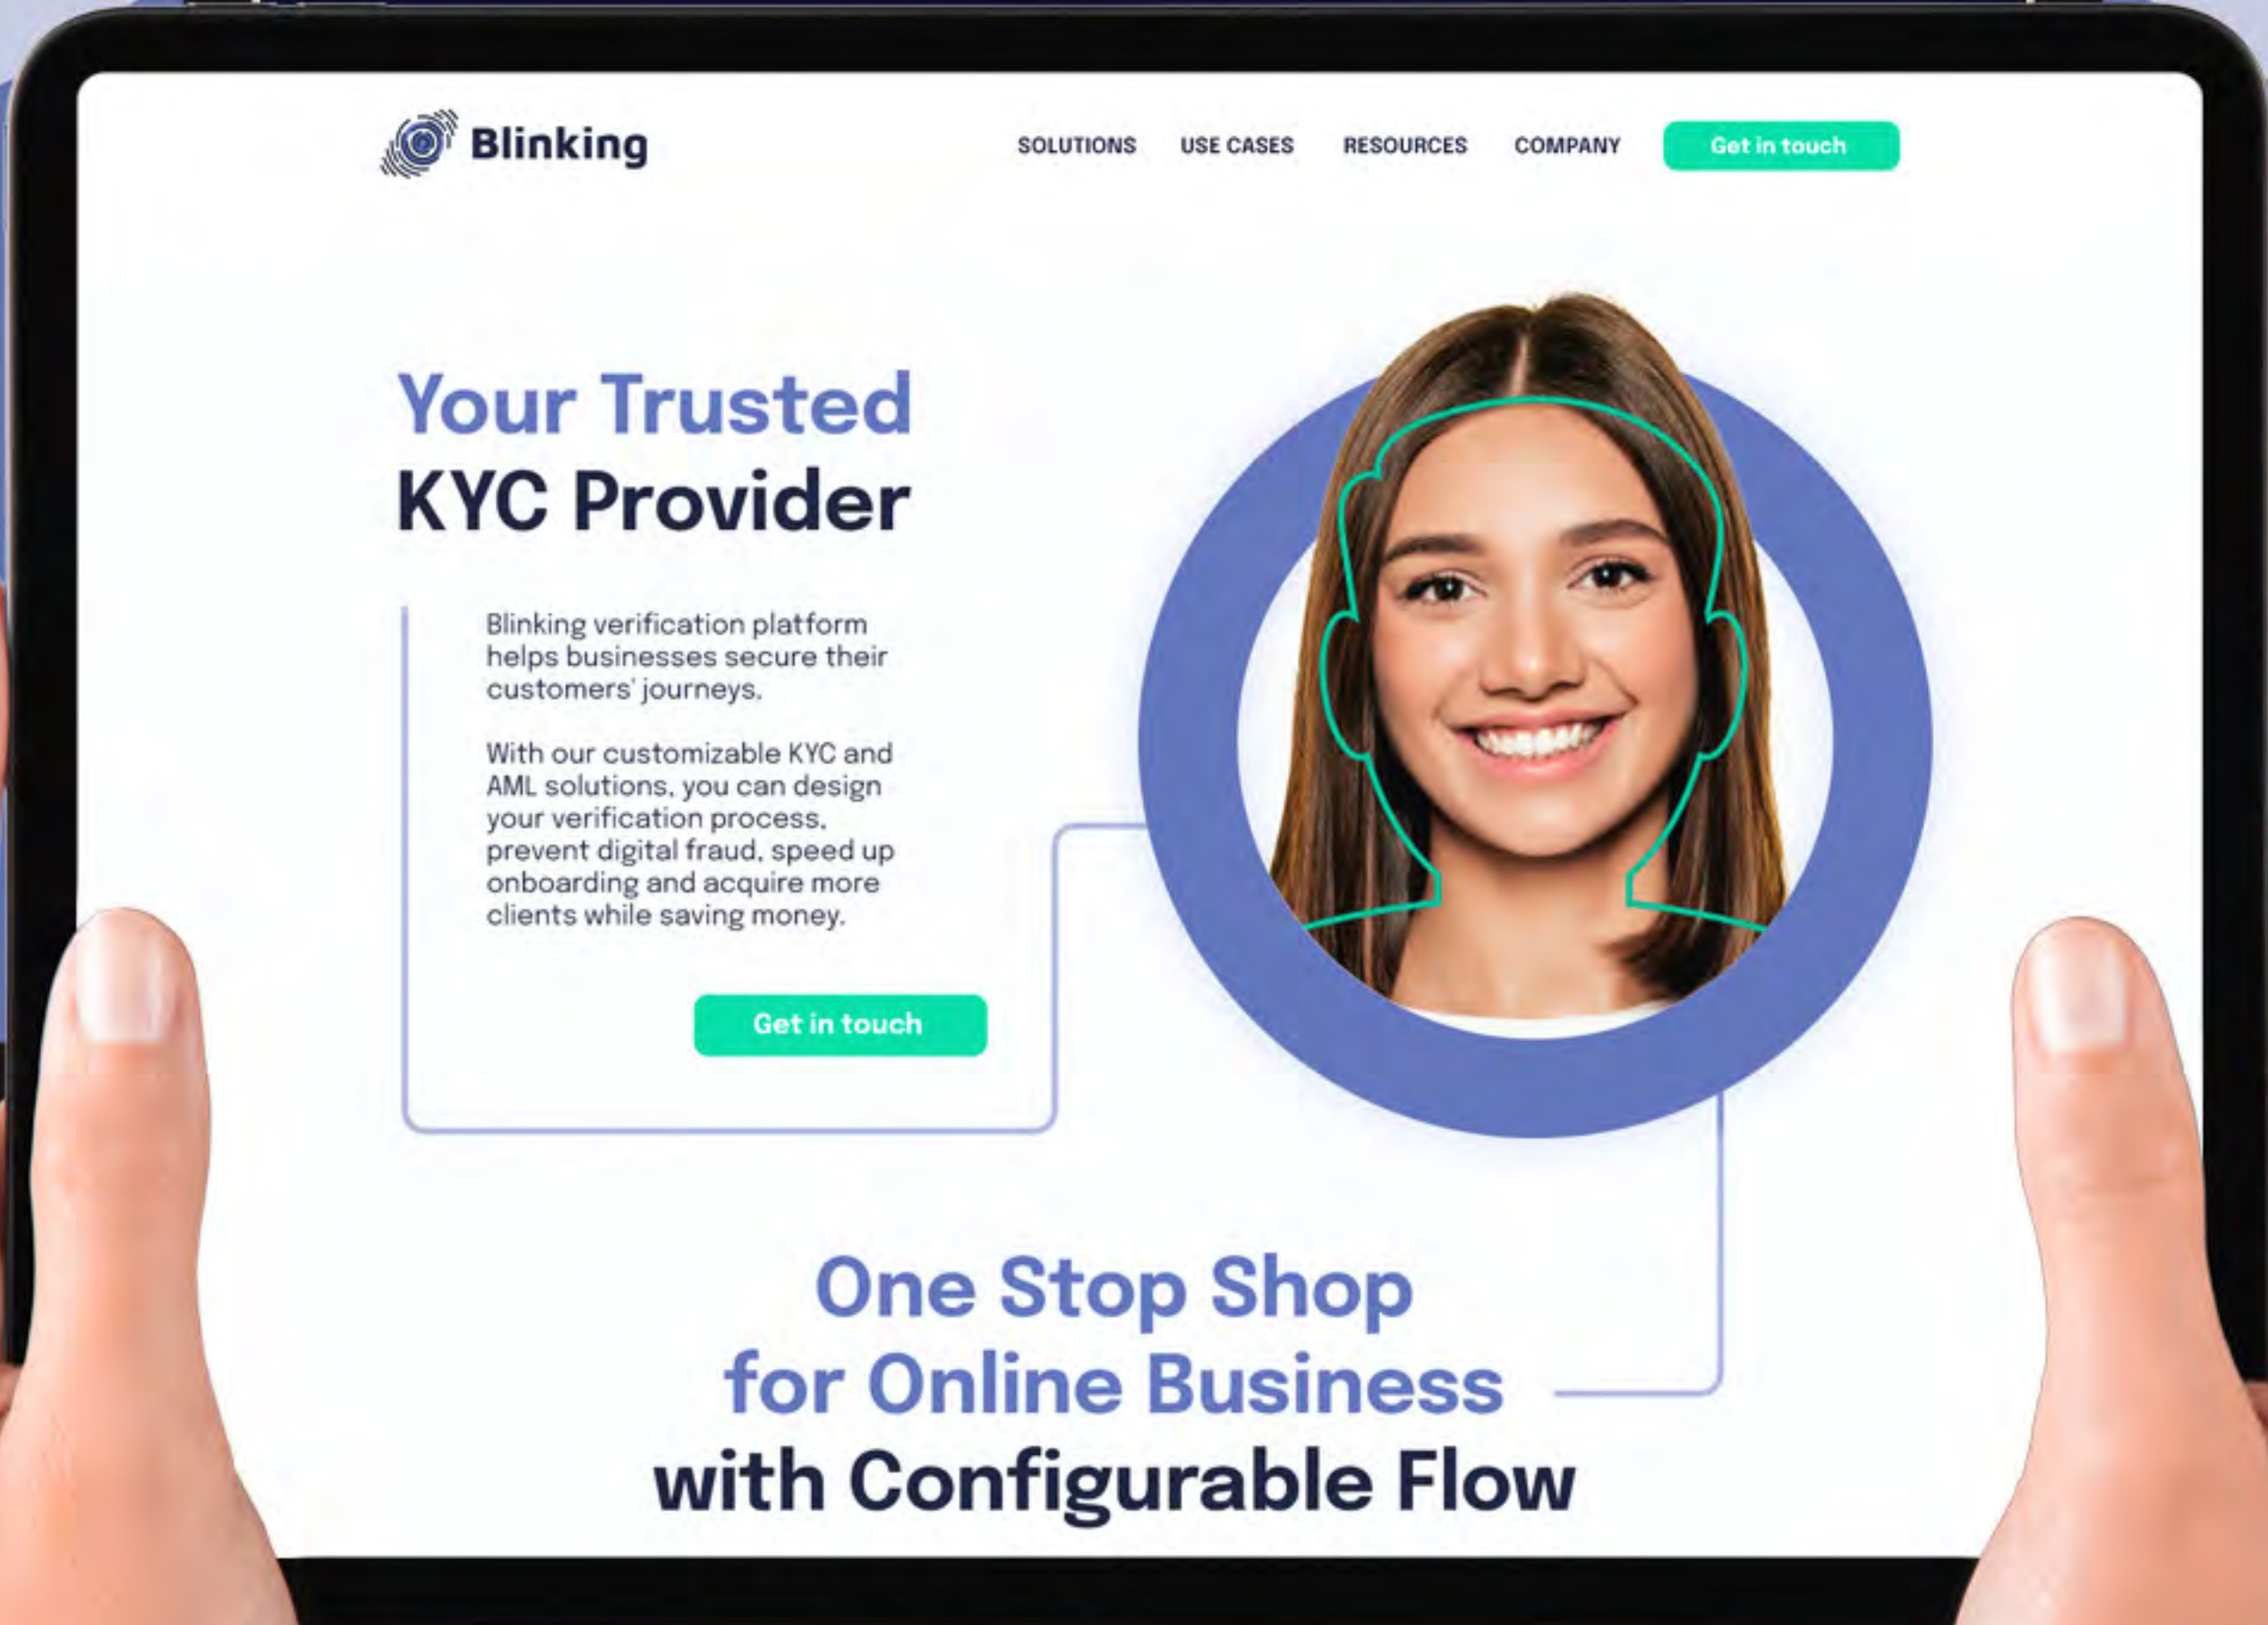 Blinking
SOLUTIONS
USE CASES
RESOURCES
COMPANY
Get in touch
Your Trusted
KYC Provider
Blinking verification platform
helps businesses secure their
customers' journeys.
With our customizable KYC and
AML solutions, you can design
your verification process,
prevent digital fraud, speed up
onboarding and acquire more
clients while saving money.
Get in touch
One Stop Shop
for Online Business
with Configurable Flow